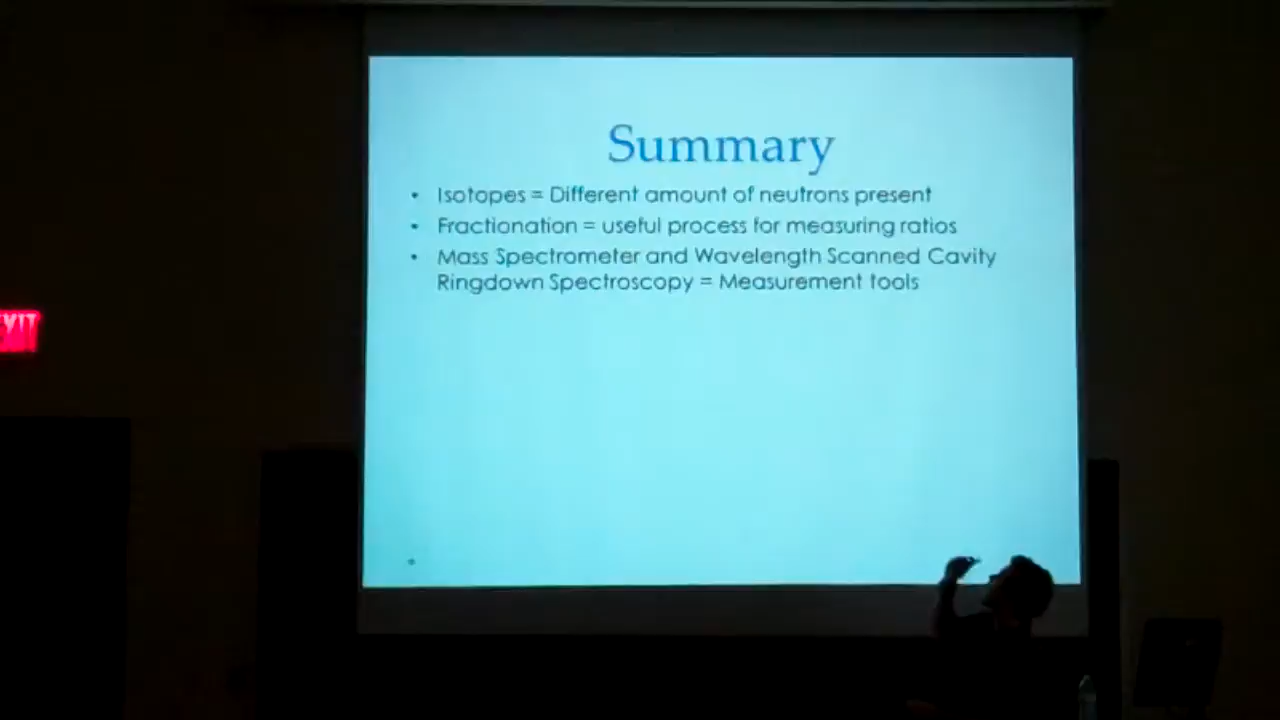 Summary
• Isotopes = Different amount of neutrons present
• Fractionation = useful process for measuring ratios
• Mass Spectrometer and Wavelength Scanned Cavity
Ringdown Spectroscopy = Measurement tools
EXIT